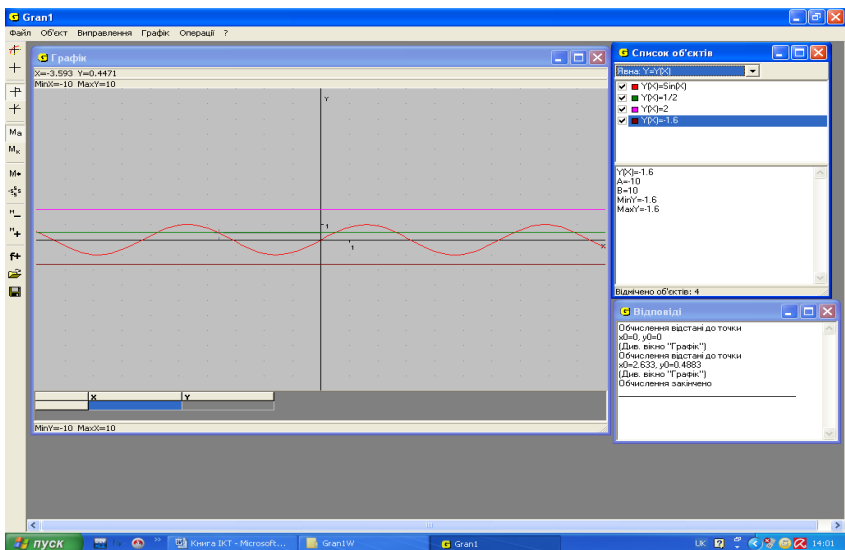 Gran1
Файл Об'єкт Виправлення Графік Операції ?
Графік
X=-3.593 Y=0.4471
MinX=-10 MaxY=10
Y
1
1
X
X Y
MinY=-10 MaxX=10
Список об'єктів
Явна: Y=Y(X)
Y(X)=Sin(X)
Y(X)=1/2
Y(X)=2
Y(X)=-1.6
Y(X)=-1.6
A=-10
B=10
MinY=-1.6
MaxY=-1.6
Відмічено об'єктів: 4
Відповіді
Обчислення відстані до точки
x0=0, y0=0
(Див. вікно "Графік")
Обчислення відстані до точки
x0=2.633, y0=0.4883
(Див. вікно "Графік")
Обчислення закінчено
пуск
Книга ІКТ - Microsoft...
Gran1W
Gran1
UK
14:01